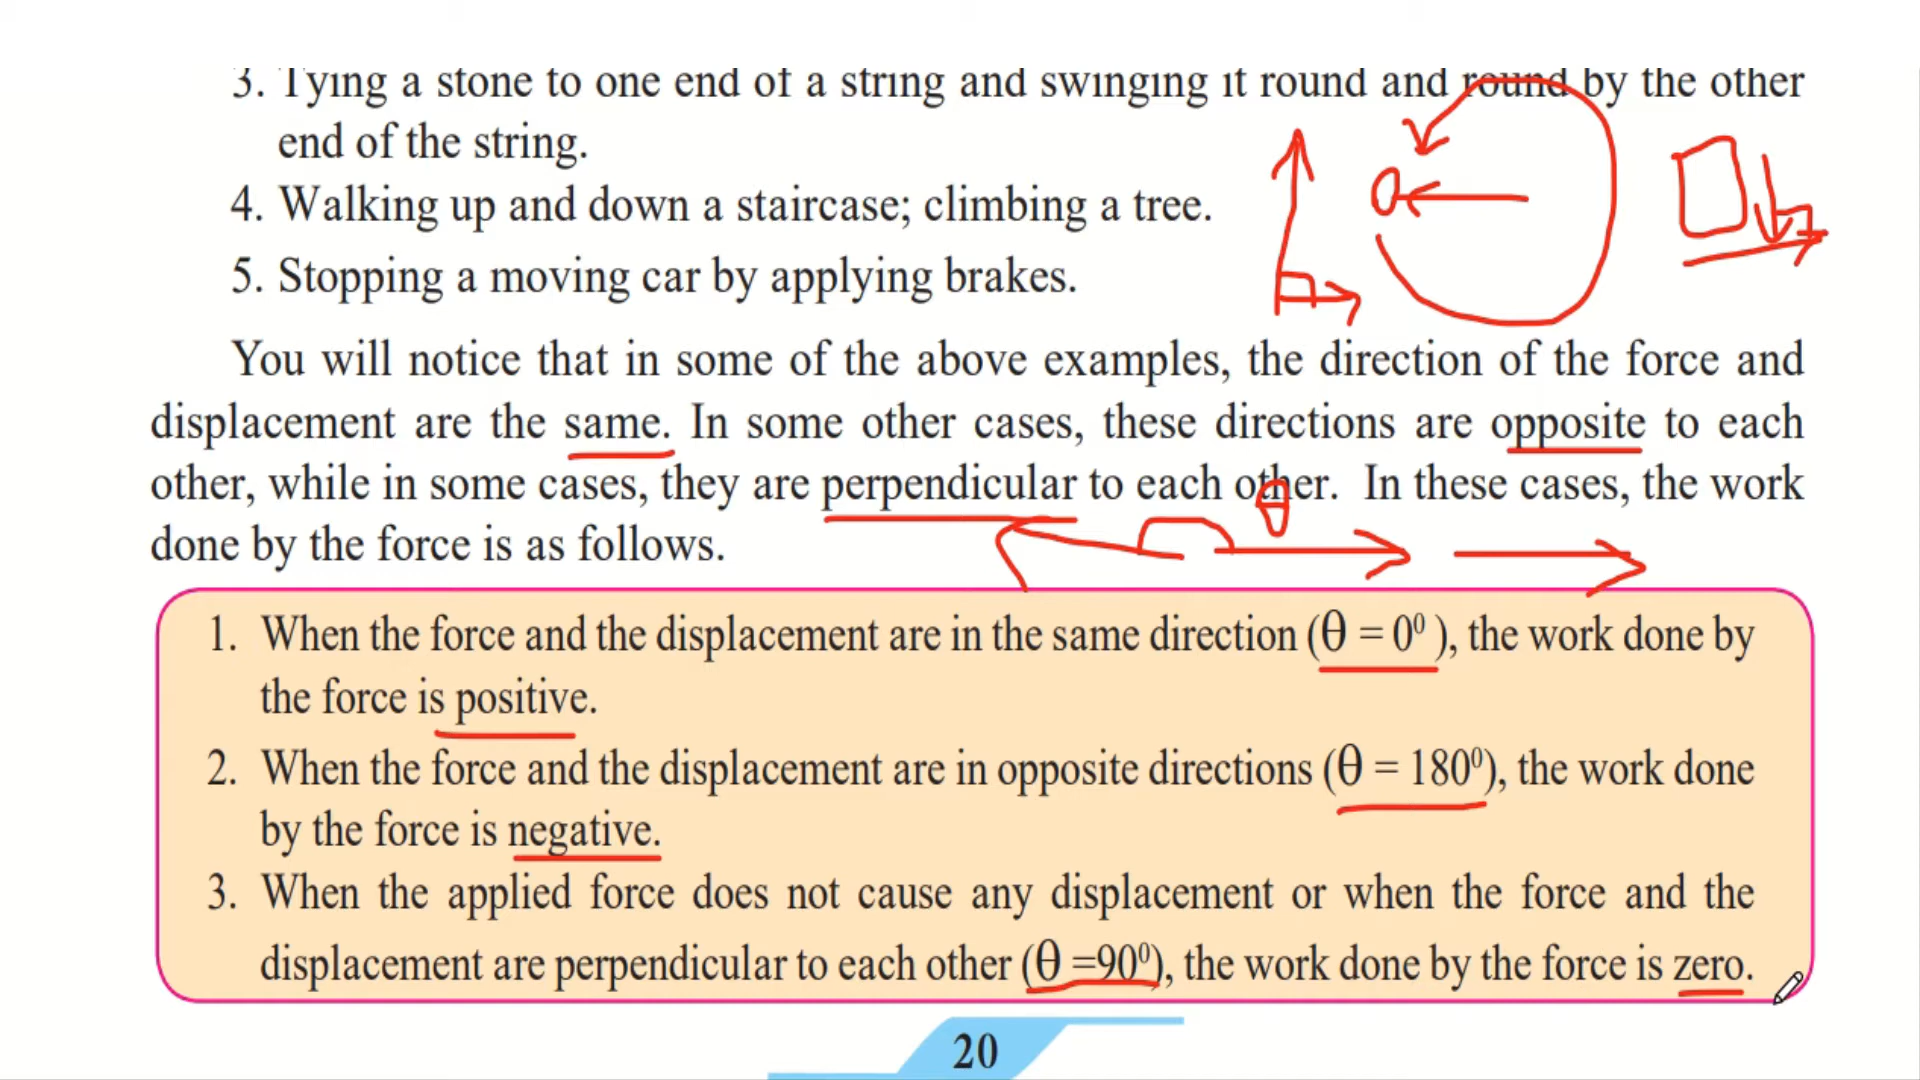 3. Tying a stone to one end of a string and swinging it round and round by the other
end of the string.
4. Walking up and down a staircase; climbing a tree.
5. Stopping a moving car by applying brakes.
You will notice that in some of the above examples, the direction of the force and
displacement are the same. In some other cases, these directions are opposite to each
other, while in some cases, they are perpendicular to each other. In these cases, the work
θ
done by the force is as follows.
1. When the force and the displacement are in the same direction (θ = 0⁰ ), the work done by
the force is positive.
2. When the force and the displacement are in opposite directions (θ = 180⁰), the work done
by the force is negative.
3. When the applied force does not cause any displacement or when the force and the
displacement are perpendicular to each other (θ =90⁰), the work done by the force is zero.
20